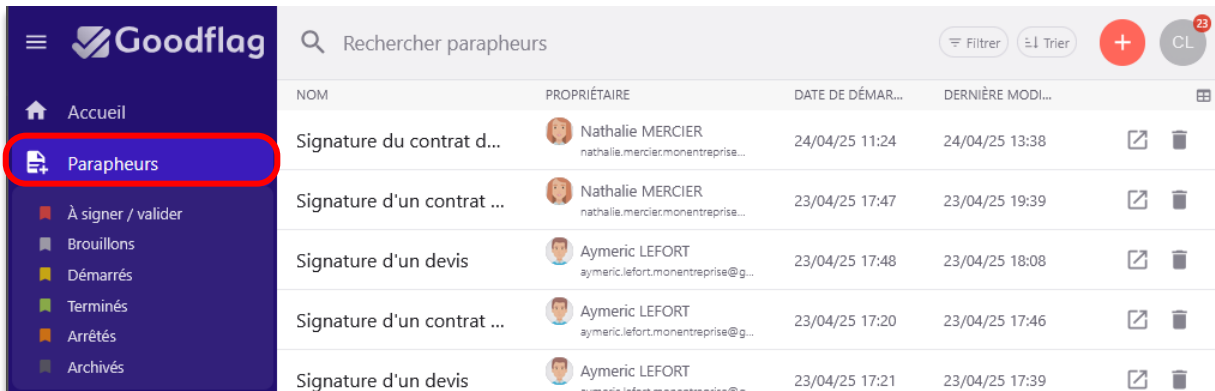 Goodflag
Rechercher parapheurs
Filtrer
Trier
+
CL
23
Accueil
Parapheurs
À signer / valider
Brouillons
Démarrés
Terminés
Arrêtés
Archivés
NOM PROPRIÉTAIRE DATE DE DÉMAR... DERNIÈRE MODI...
Signature du contrat d... Nathalie MERCIER 24/04/25 11:24 24/04/25 13:38
nathalie.mercier.monentreprise...
Signature d'un contrat ... Nathalie MERCIER 23/04/25 17:47 23/04/25 19:39
nathalie.mercier.monentreprise...
Signature d'un devis Aymeric LEFORT 23/04/25 17:48 23/04/25 18:08
aymeric.lefort.monentreprise@g...
Signature d'un contrat ... Aymeric LEFORT 23/04/25 17:20 23/04/25 17:46
aymeric.lefort.monentreprise@g...
Signature d'un devis Aymeric LEFORT 23/04/25 17:21 23/04/25 17:39